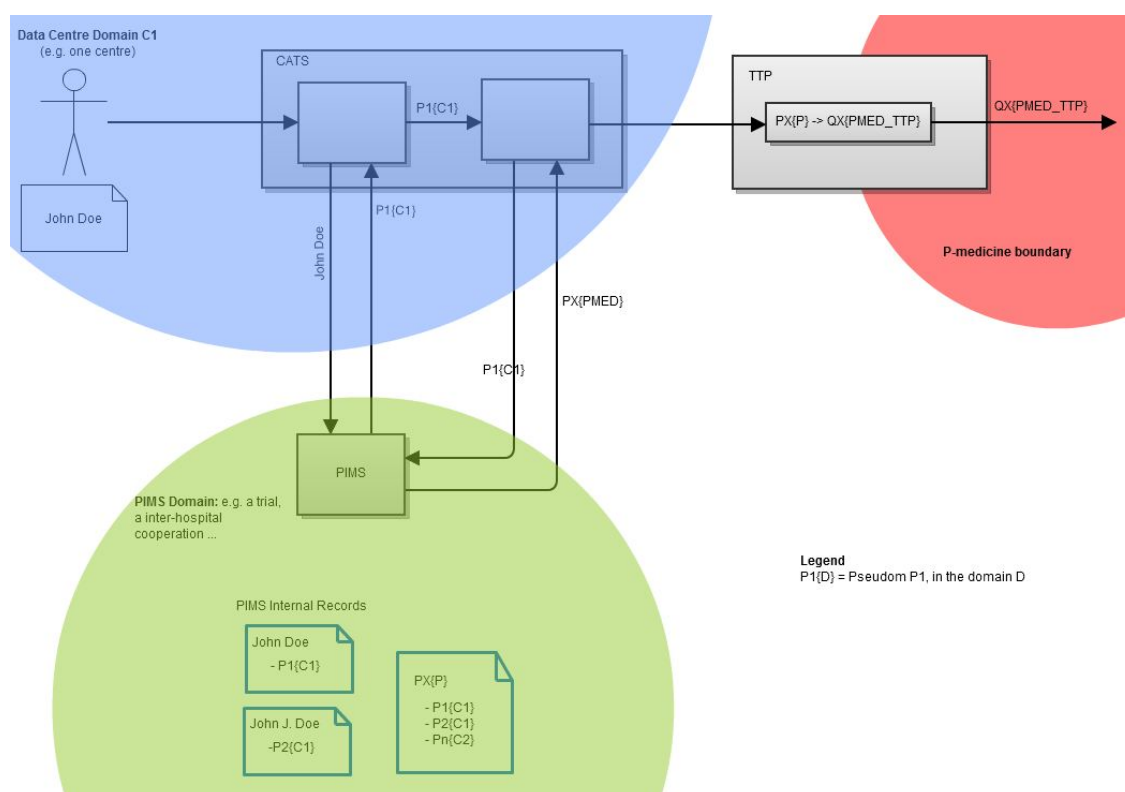 Data Centre Domain C1
(e.g. one centre)
John Doe
CATS
P1{C1}
P1{C1}
John Doe
TTP
PX{P} -> QX{PMED_TTP}
QX{PMED_TTP}
P-medicine boundary
PX{PMED}
P1{C1}
PIMS
PIMS Domain: e.g. a trial,
a inter-hospital
cooperation ...
Legend
P1{D} = Pseudom P1, in the domain D
PIMS Internal Records
John Doe
- P1{C1}
John J. Doe
-P2{C1}
PX{P}
- P1{C1}
- P2{C1}
- Pn{C2}